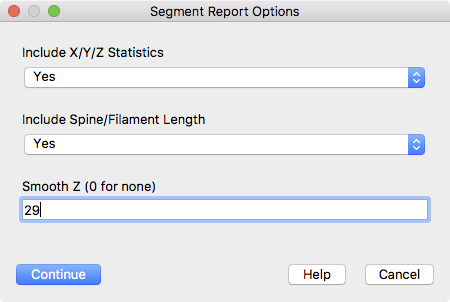 Segment Report Options
Include X/Y/Z Statistics
Yes
Include Spine/Filament Length
Yes
Smooth Z (0 for none)
29
Continue Help Cancel